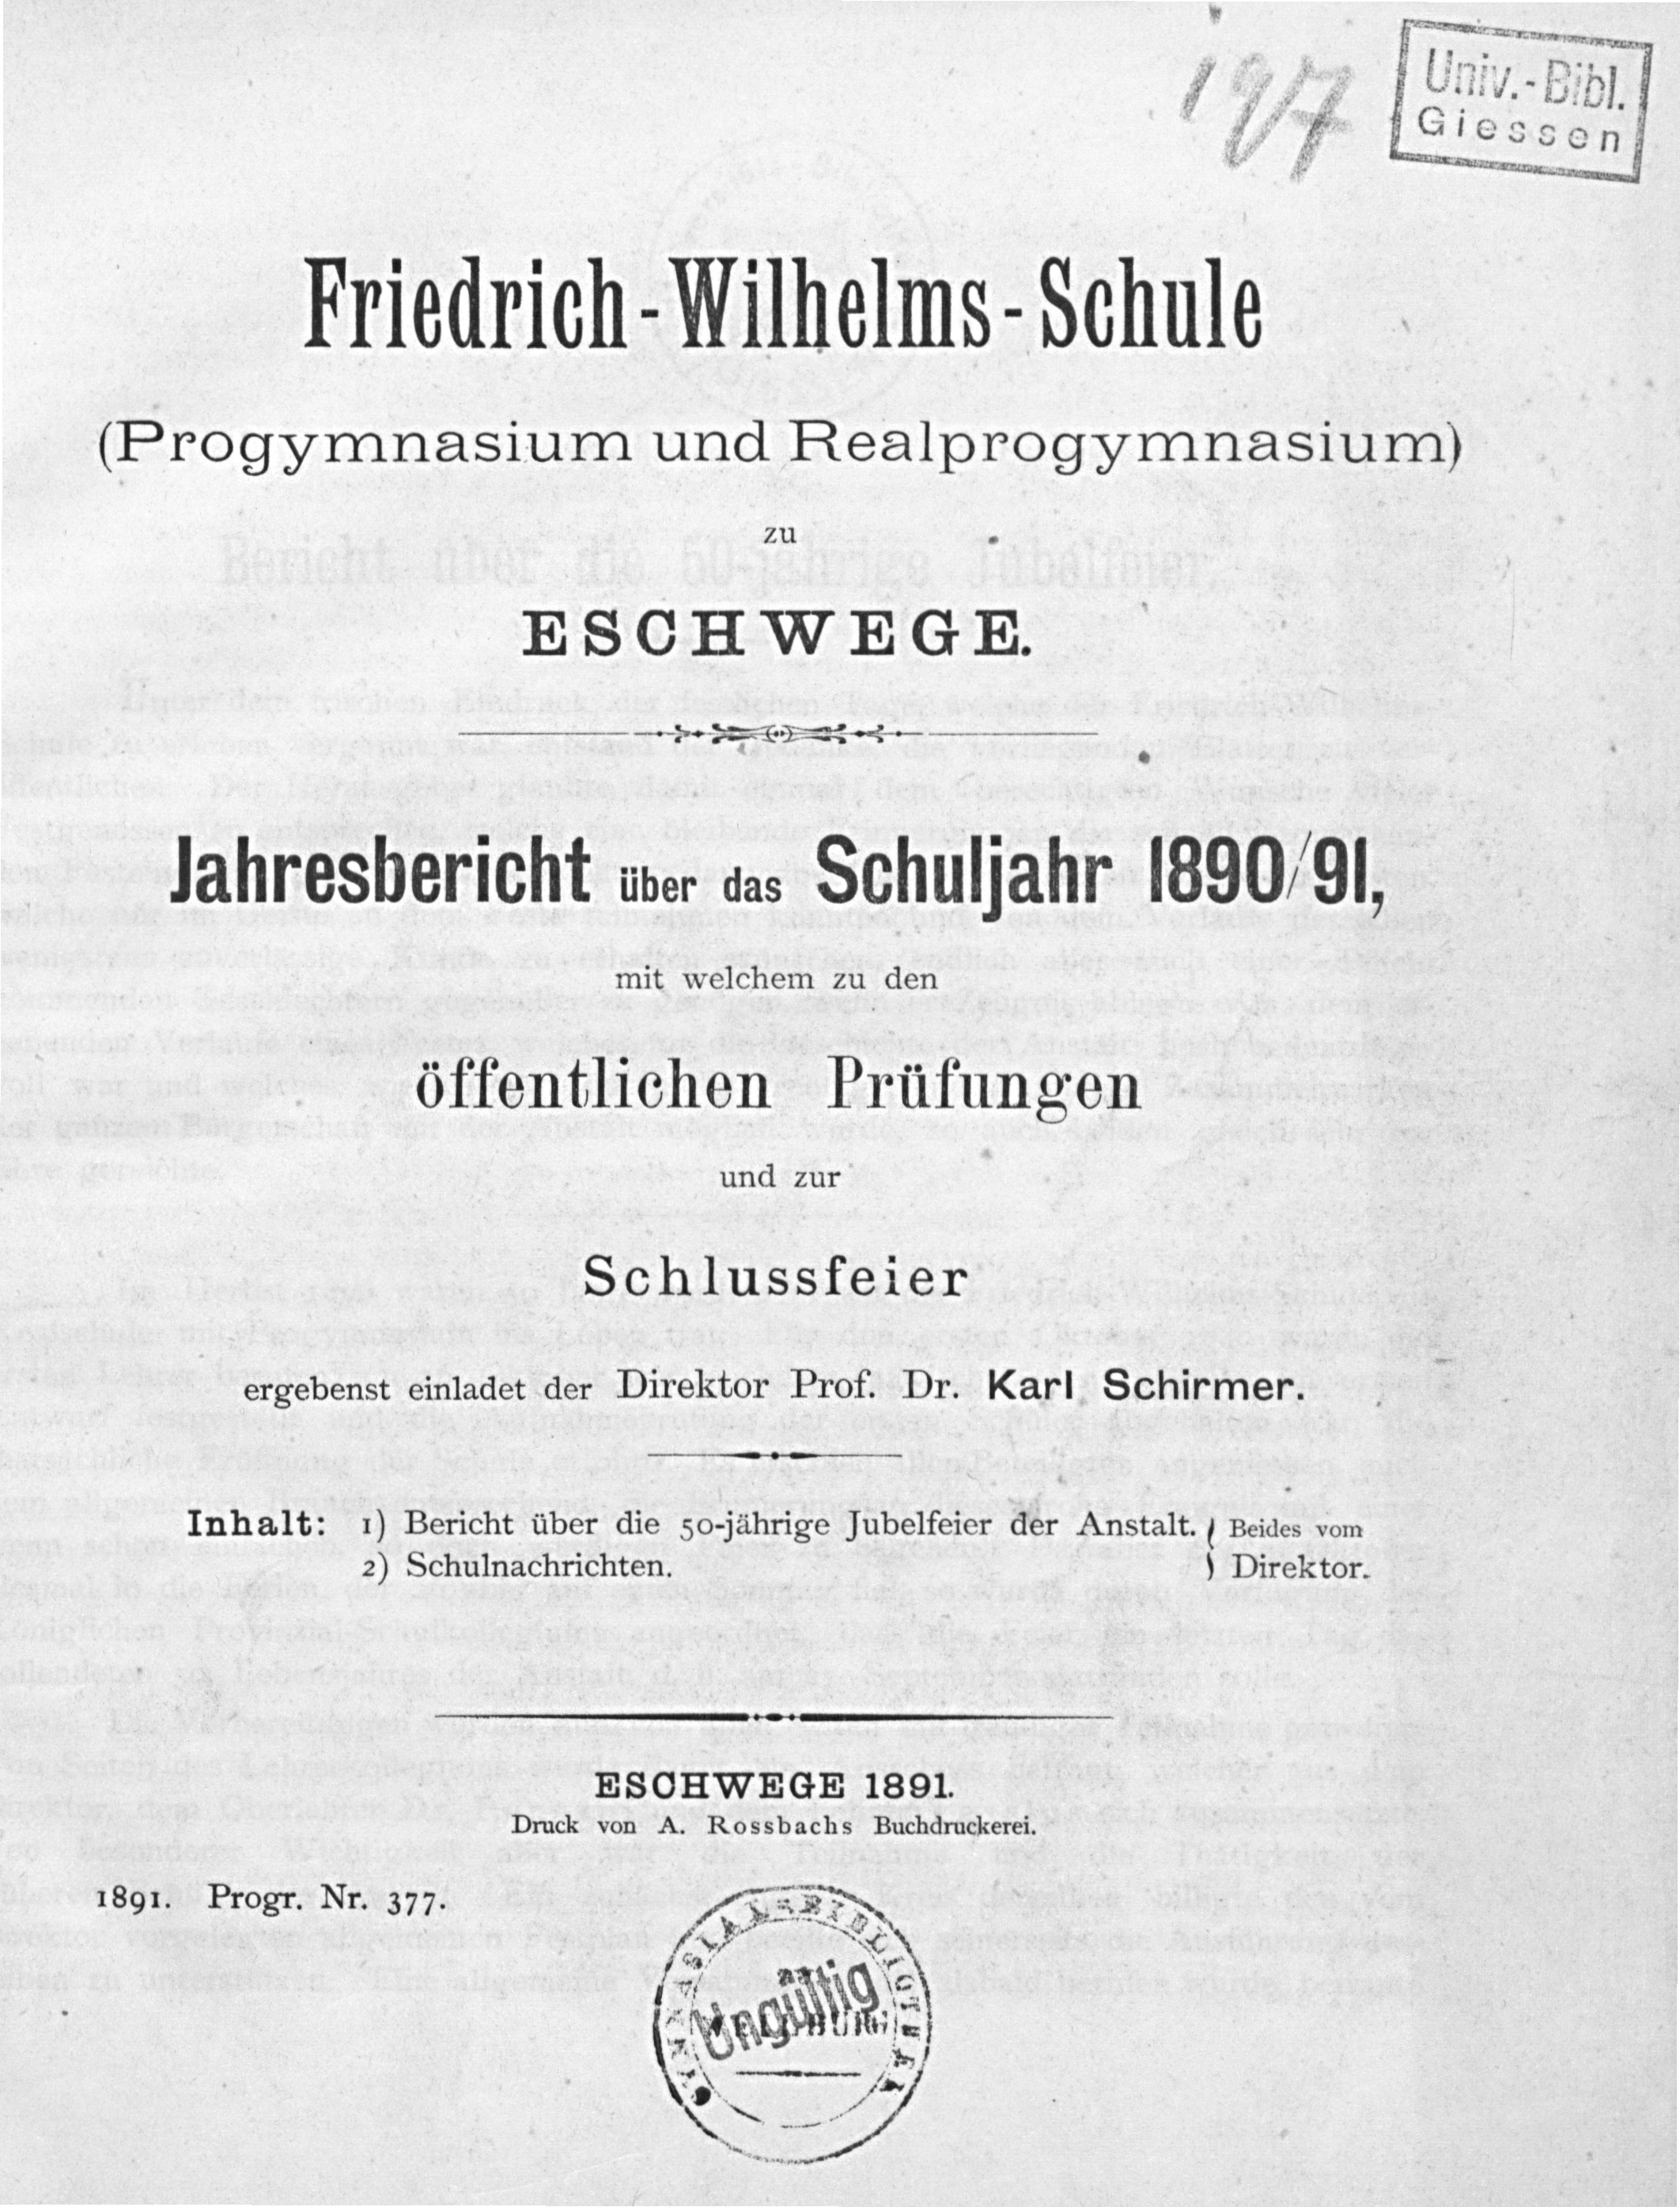 Univ.-Bibl.
Giessen
Friedrich-Wilhelms-Schule
(Progymnasium und Realprogymnasium)
zu
ESCHWEGE.
Jahresbericht über das Schuljahr 1890/91,
mit welchem zu den
öffentlichen Prüfungen
und zur
Schlussfeier
ergebenst einladet der Direktor Prof. Dr. Karl Schirmer.
Inhalt: 1) Bericht über die 50-jährige Jubelfeier der Anstalt. Beides vom
2) Schulnachrichten. Direktor.
ESCHWEGE 1891.
Druck von A. Rossbachs Buchdruckerei.
1891. Progr. Nr. 377.
Ungültig